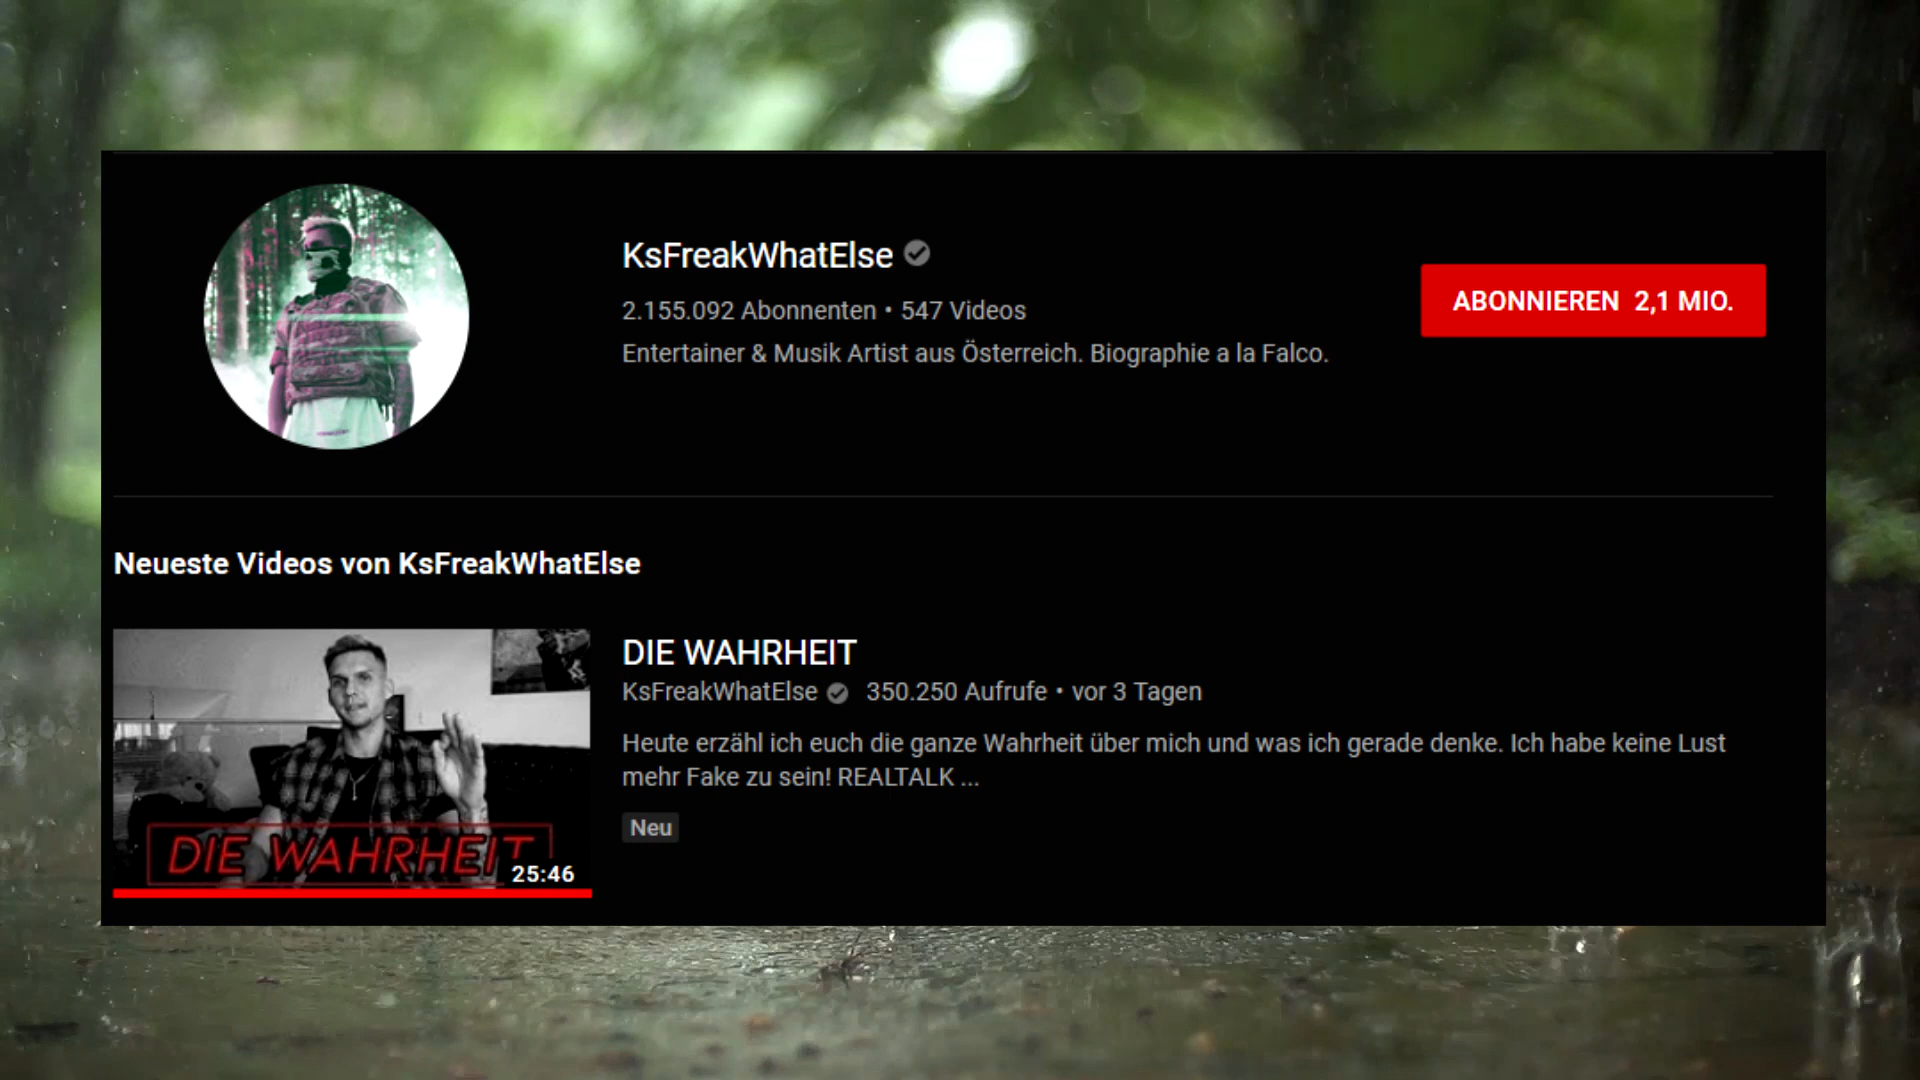 KsFreakWhatElse
2.155.092 Abonnenten • 547 Videos
Entertainer & Musik Artist aus Österreich. Biographie a la Falco.
ABONNIEREN 2,1 MIO.
Neueste Videos von KsFreakWhatElse
DIE WAHRHEIT
25:46
DIE WAHRHEIT
KsFreakWhatElse 350.250 Aufrufe • vor 3 Tagen
Heute erzähl ich euch die ganze Wahrheit über mich und was ich gerade denke. Ich habe keine Lust
mehr Fake zu sein! REALTALK ...
Neu